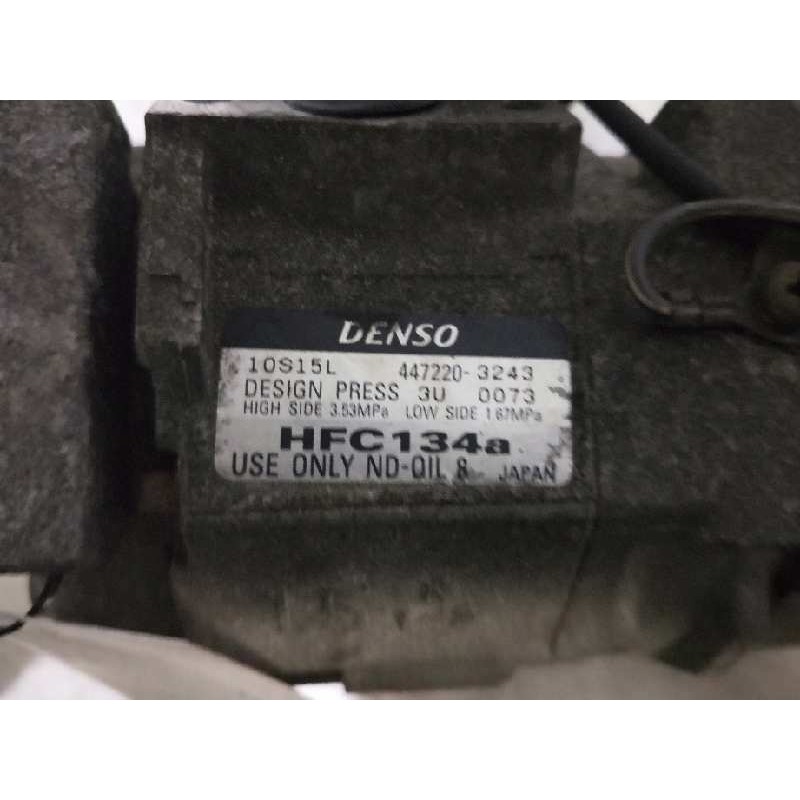 DENSO
10S15L 447220-3243
DESIGN PRESS 3U 0073
HIGH SIDE 3.53MPa LOW SIDE 1.67MPa
HFC134a
USE ONLY ND-OIL 8 JAPAN